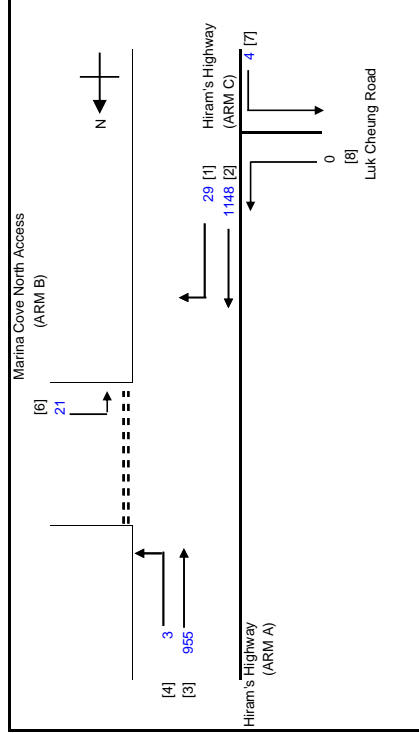 Marina Cove North Access
(ARM B)
N
[6]
21
Hiram's Highway
(ARM C)
29 [1]
1148 [2]
4 [7]
0
[8]
Luk Cheung Road
[4] 3
[3] 955
Hiram's Highway
(ARM A)